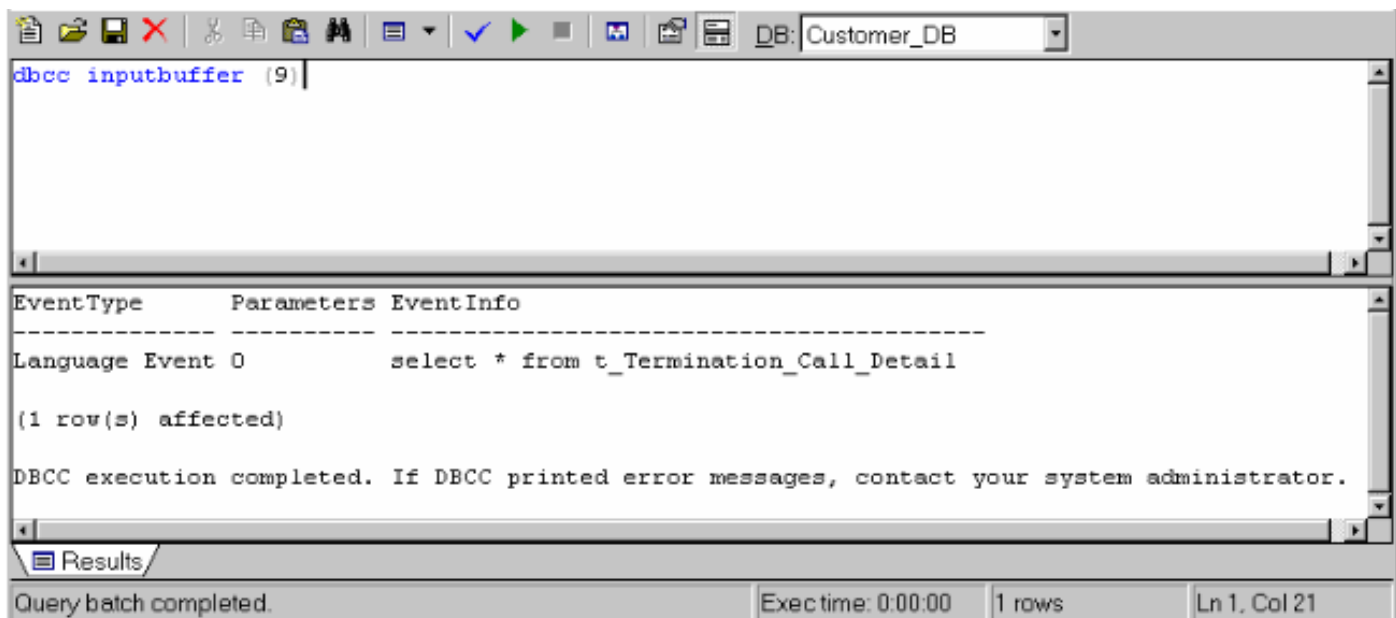 DB: Customer_DB
dbcc inputbuffer (9)
EventType Parameters EventInfo
-------------- ---------- -----------------------------------------
Language Event 0 select * from t_Termination_Call_Detail
(1 row(s) affected)
DBCC execution completed. If DBCC printed error messages, contact your system administrator.
Results
Query batch completed. Exec time: 0:00:00 1 rows Ln 1, Col 21